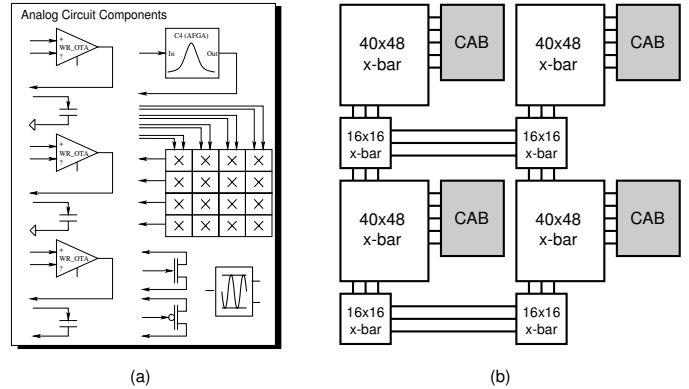 Analog Circuit Components
+
WR_OTA
?
C4 (AFGA)
In
Out
+
WR_OTA
?
+
WR_OTA
?
40x48
x-bar
CAB
40x48
x-bar
CAB
16x16
x-bar
16x16
x-bar
40x48
x-bar
CAB
40x48
x-bar
CAB
16x16
x-bar
16x16
x-bar
(a)
(b)